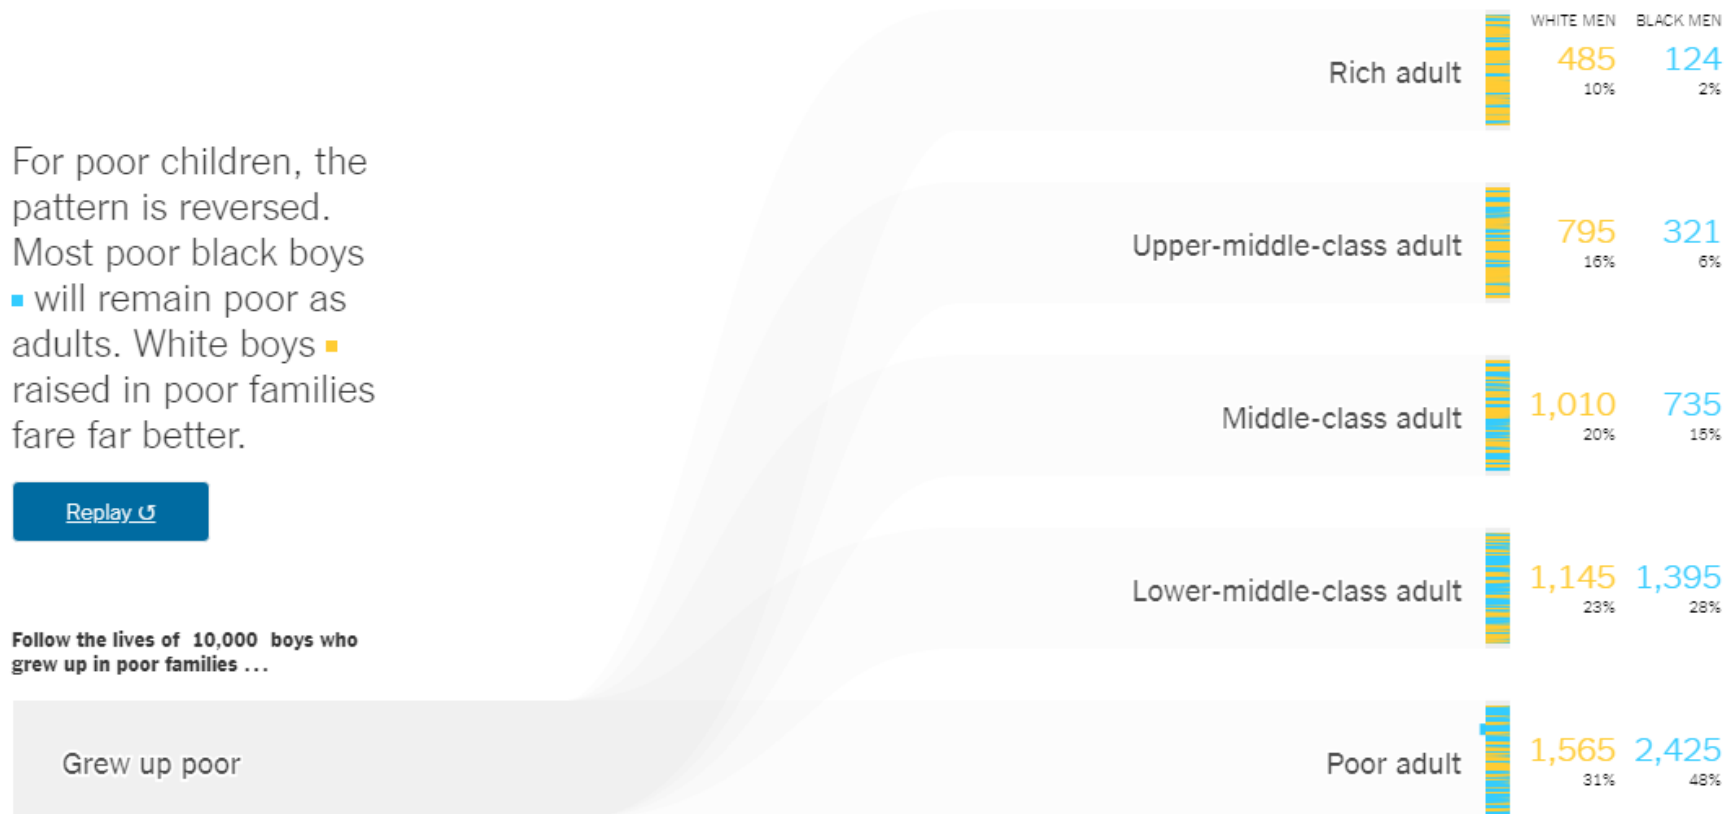 For poor children, the
pattern is reversed.
Most poor black boys
will remain poor as
adults. White boys
raised in poor families
fare far better.
Replay ↺
Follow the lives of 10,000 boys who
grew up in poor families ...
Grew up poor
WHITE MEN BLACK MEN
Rich adult 485 124
10% 2%
Upper-middle-class adult 795 321
16% 6%
Middle-class adult 1,010 735
20% 15%
Lower-middle-class adult 1,145 1,395
23% 28%
Poor adult 1,565 2,425
31% 48%